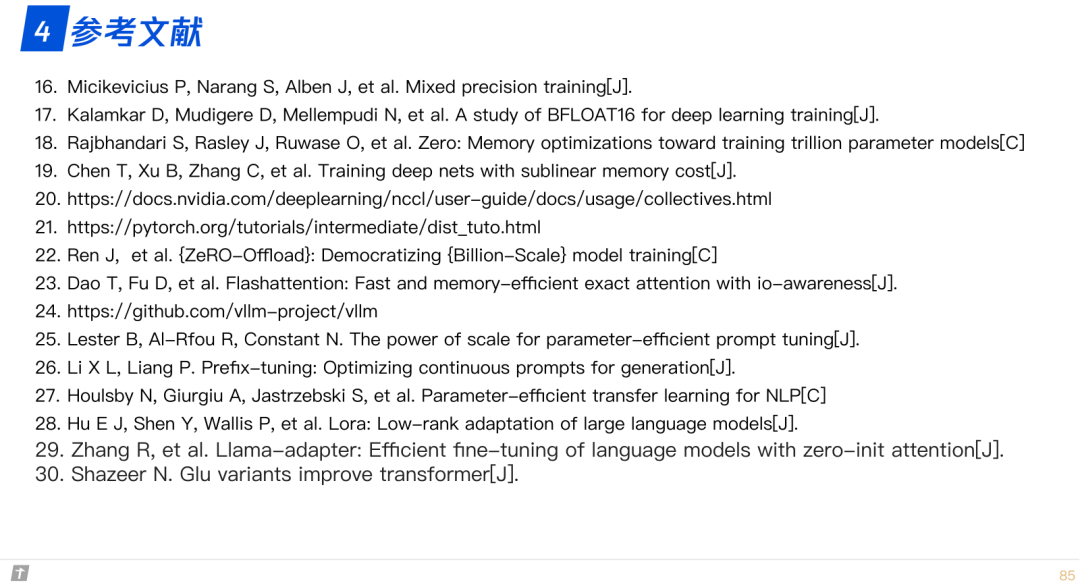 4 参考文献
16. Micikevicius P, Narang S, Alben J, et al. Mixed precision training[J].
17. Kalamkar D, Mudigere D, Mellempudi N, et al. A study of BFLOAT16 for deep learning training[J].
18. Rajbhandari S, Rasley J, Ruwase O, et al. Zero: Memory optimizations toward training trillion parameter models[C]
19. Chen T, Xu B, Zhang C, et al. Training deep nets with sublinear memory cost[J].
20. https://docs.nvidia.com/deeplearning/nccl/user-guide/docs/usage/collectives.html
21. https://pytorch.org/tutorials/intermediate/dist_tuto.html
22. Ren J, et al. {ZeRO-Offload}: Democratizing {Billion-Scale} model training[C]
23. Dao T, Fu D, et al. Flashattention: Fast and memory-efficient exact attention with io-awareness[J].
24. https://github.com/vllm-project/vllm
25. Lester B, Al-Rfou R, Constant N. The power of scale for parameter-efficient prompt tuning[J].
26. Li X L, Liang P. Prefix-tuning: Optimizing continuous prompts for generation[J].
27. Houlsby N, Giurgiu A, Jastrzebski S, et al. Parameter-efficient transfer learning for NLP[C]
28. Hu E J, Shen Y, Wallis P, et al. Lora: Low-rank adaptation of large language models[J].
29. Zhang R, et al. Llama-adapter: Efficient fine-tuning of language models with zero-init attention[J].
30. Shazeer N. Glu variants improve transformer[J].
85